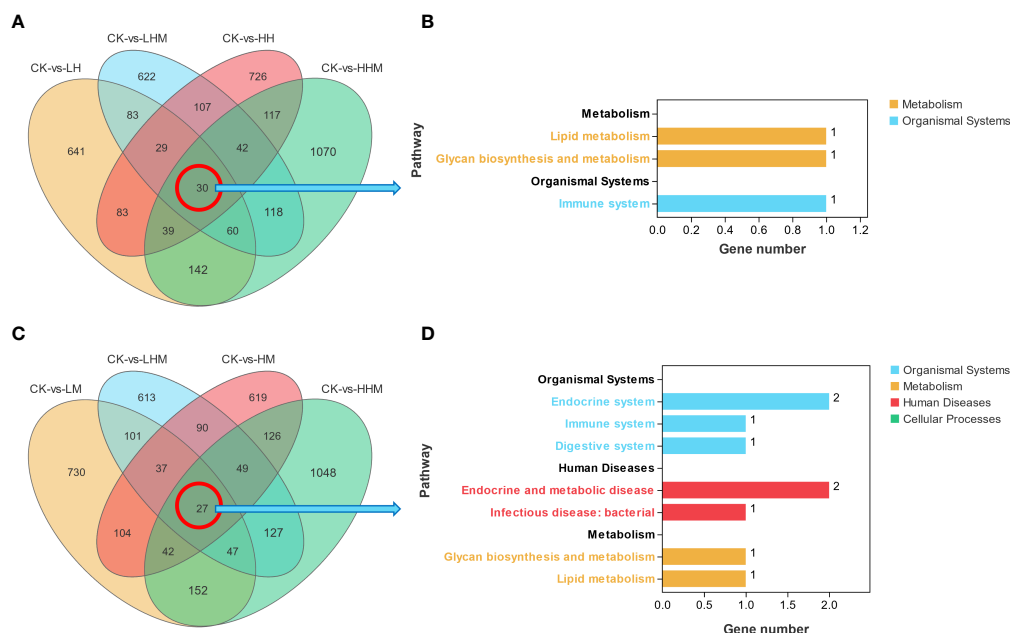 A
CK-vs-LHM
CK-vs-HH
CK-vs-LH
CK-vs-HHM
622
726
83
107
117
641
29
42
1070
30
83
118
39
60
142
B
Pathway
Metabolism
Lipid metabolism
1
Glycan biosynthesis and metabolism
1
Organismal Systems
Immune system
1
0.0 0.2 0.4 0.6 0.8 1.0 1.2
Gene number
Metabolism
Organismal Systems
C
CK-vs-LHM
CK-vs-HM
CK-vs-LM
CK-vs-HHM
613
619
101
90
126
730
37
49
1048
27
104
127
42
47
152
D
Pathway
Organismal Systems
Endocrine system
2
Immune system
1
Digestive system
1
Human Diseases
Endocrine and metabolic disease
2
Infectious disease: bacterial
1
Metabolism
Glycan biosynthesis and metabolism
1
Lipid metabolism
1
0.0 0.5 1.0 1.5 2.0
Gene number
Organismal Systems
Metabolism
Human Diseases
Cellular Processes